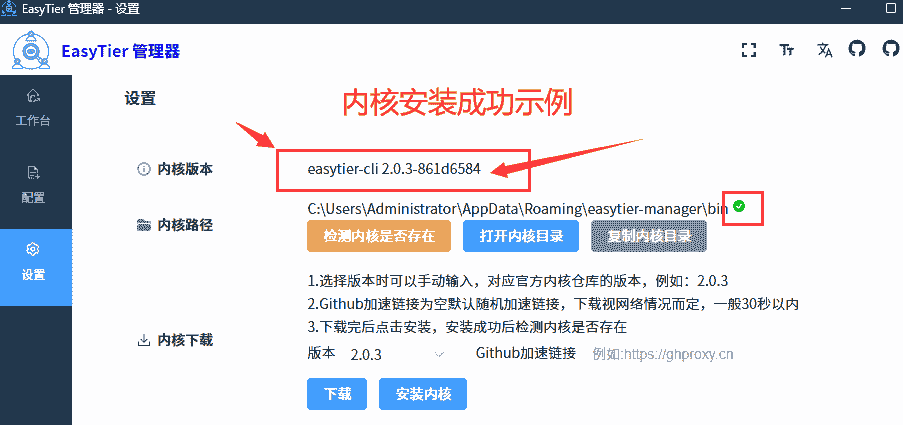 EasyTier 管理器 - 设置
EasyTier 管理器
工作台
配置
设置
设置
内核安装成功示例
内核版本
easytier-cli 2.0.3-861d6584
内核路径
C:\Users\Administrator\AppData\Roaming\easytier-manager\bin
检测内核是否存在 打开内核目录 复制内核目录
1.选择版本时可以手动输入，对应官方内核仓库的版本，例如：2.0.3
2.Github加速链接为空默认随机加速链接，下载视网络情况而定，一般30秒以内
3.下载完后点击安装，安装成功后检测内核是否存在
内核下载
版本 2.0.3 Github加速链接 例如:https://ghproxy.cn
下载 安装内核